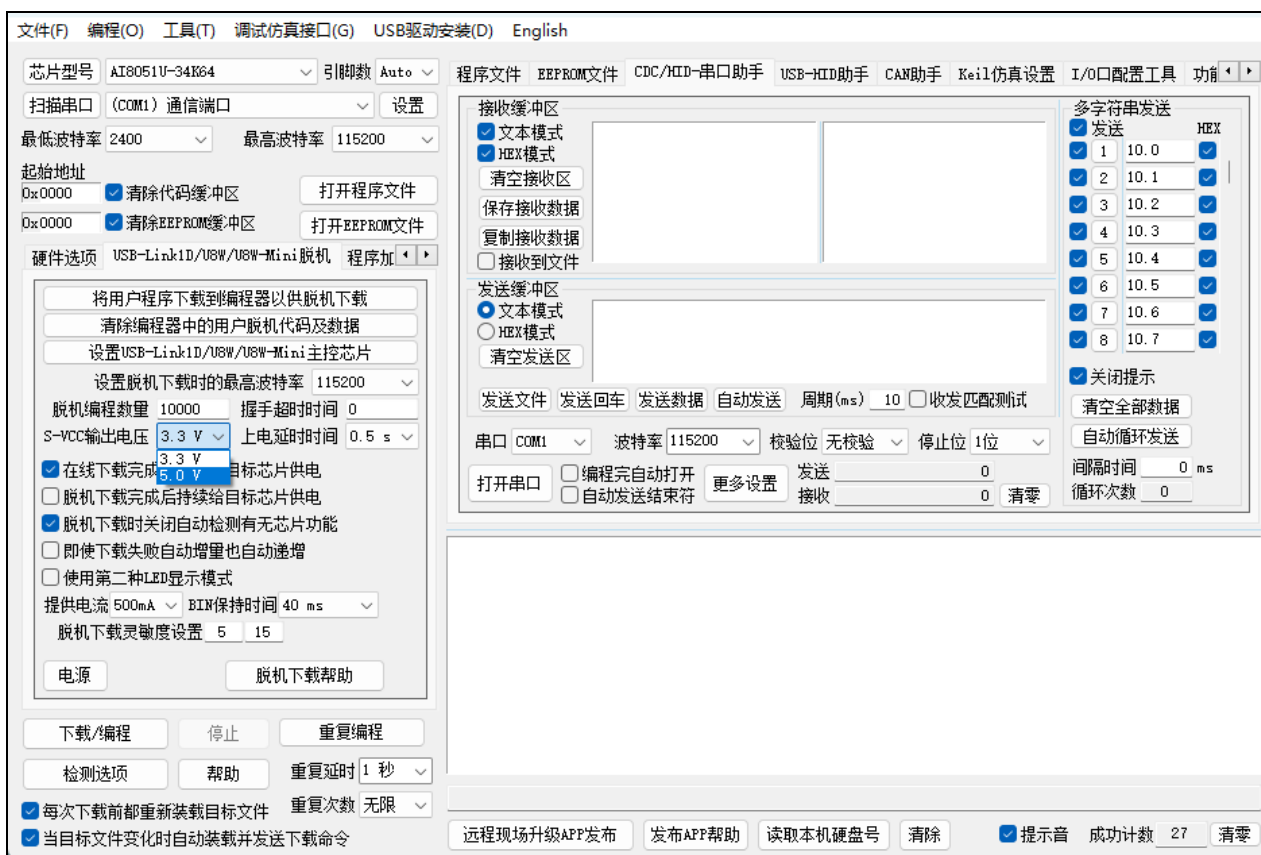 文件(F) 编程(O) 工具(T) 调试仿真接口(G) USB驱动安装(D) English
芯片型号 AI8051U-34K64 引脚数 Auto
扫描串口 (COM1) 通信端口 设置
最低波特率 2400 最高波特率 115200
起始地址
0x0000 清除代码缓冲区 打开程序文件
0x0000 清除EEPROM缓冲区 打开EEPROM文件
硬件选项 USB-Link1D/U8W/U8W-Mini脱机 程序加
将用户程序下载到编程器以供脱机下载
清除编程器中的用户脱机代码及数据
设置USB-Link1D/U8W/U8W-Mini主控芯片
设置脱机下载时的最高波特率 115200
脱机编程数量 10000 握手超时时间 0
S-VCC输出电压 3.3 V 上电延时时间 0.5 s
3.3 V
5.0 V
在线下载完成 目标芯片供电
脱机下载完成后持续给目标芯片供电
脱机下载时关闭自动检测有无芯片功能
即使下载失败自动增量也自动递增
使用第二种LED显示模式
提供电流 500mA BIN保持时间 40 ms
脱机下载灵敏度设置 5 15
电源 脱机下载帮助
下载/编程 停止 重复编程
检测选项 帮助 重复延时 1 秒
每次下载前都重新装载目标文件 重复次数 无限
当目标文件变化时自动装载并发送下载命令
程序文件 EEPROM文件 CDC/HID-串口助手 USB-HID助手 CAN助手 Keil仿真设置 I/O口配置工具
接收缓冲区
文本模式
HEX模式
清空接收区
保存接收数据
复制接收数据
接收到文件
发送缓冲区
文本模式
HEX模式
清空发送区
发送文件 发送回车 发送数据 自动发送 周期(ms) 10 收发匹配测试
串口 COM1 波特率 115200 校验位 无校验 停止位 1位
打开串口 编程完自动打开 更多设置 发送 0
自动发送结束符 接收 0 清零
多字符串发送
发送 HEX
1 10.0
2 10.1
3 10.2
4 10.3
5 10.4
6 10.5
7 10.6
8 10.7
关闭提示
清空全部数据
自动循环发送
间隔时间 0 ms
循环次数 0
远程现场升级APP发布 发布APP帮助 读取本机硬盘号 清除 提示音 成功计数 27 清零